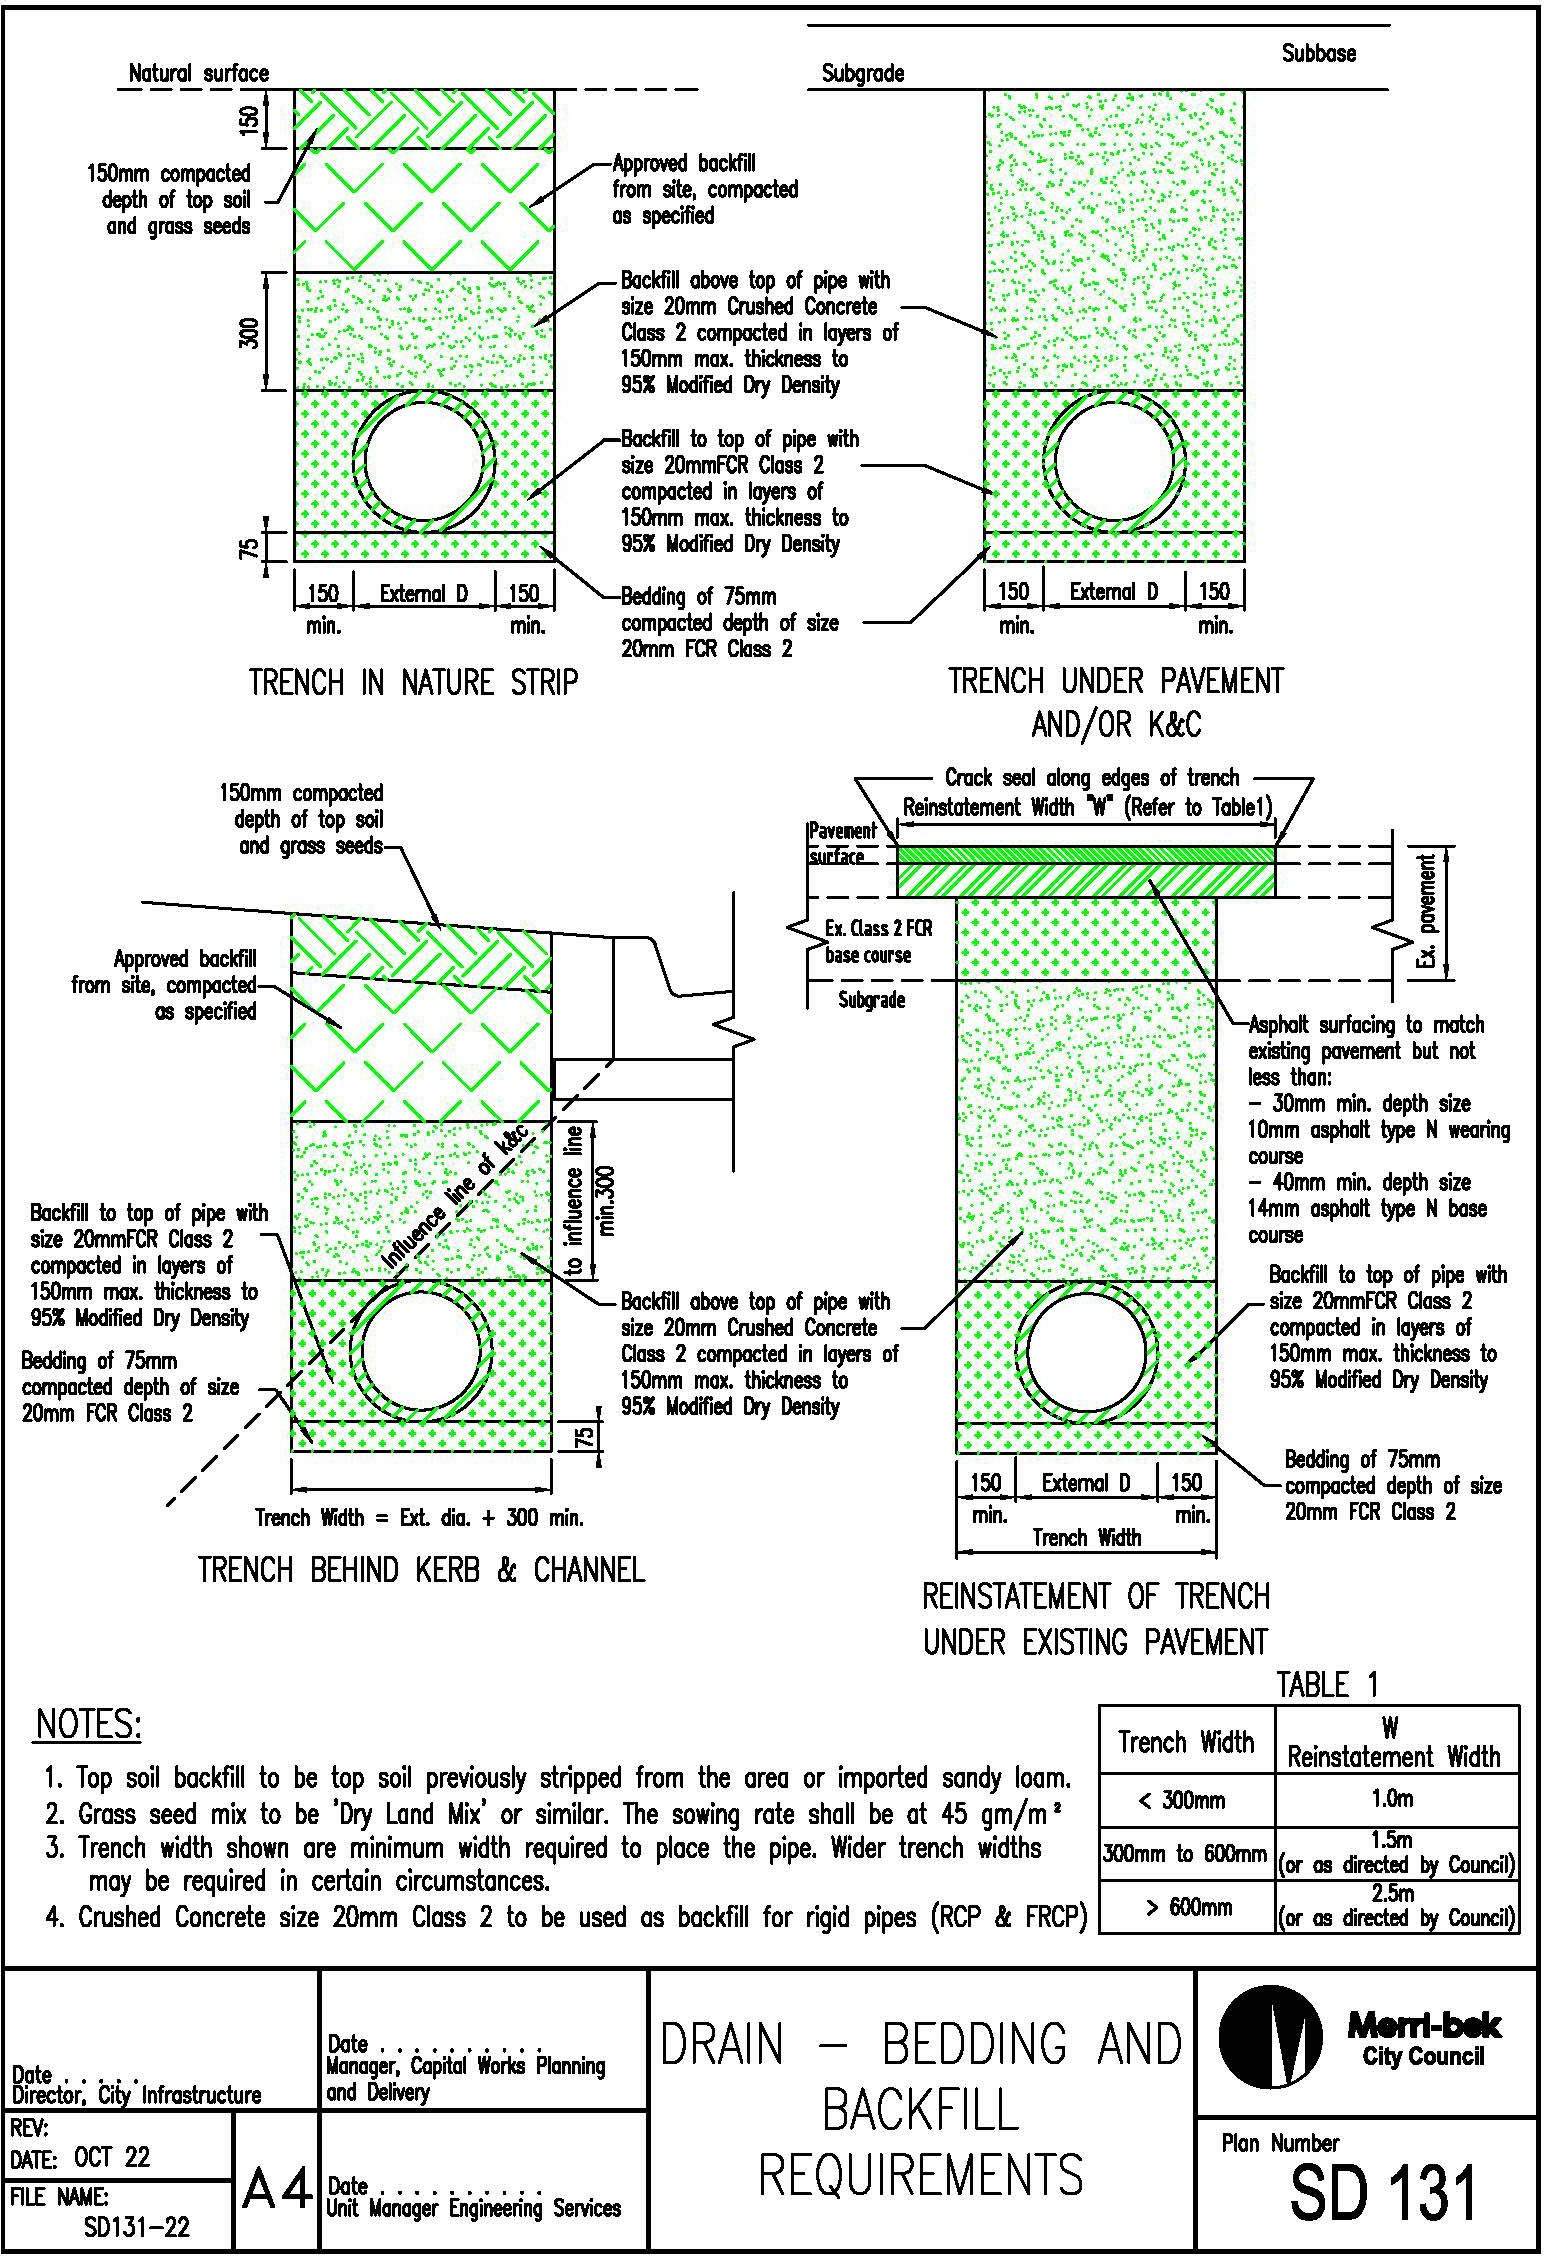 Natural surface
150
150mm compacted
depth of top soil
and grass seeds
300
75
150
External D
150
min.
min.
TRENCH IN NATURE STRIP
Approved backfill
from site, compacted
as specified
Backfill above top of pipe with
size 20mm Crushed Concrete
Class 2 compacted in layers of
150mm max. thickness to
95% Modified Dry Density
Backfill to top of pipe with
size 20mmFCR Class 2
compacted in layers of
150mm max. thickness to
95% Modified Dry Density
Bedding of 75mm
compacted depth of size
20mm FCR Class 2
Subgrade
Subbase
150
External D
150
min.
min.
TRENCH UNDER PAVEMENT
AND/OR K&C
150mm compacted
depth of top soil
and grass seeds
Approved backfill
from site, compacted
as specified
Influence line of k&c
to influence line
min.300
Backfill to top of pipe with
size 20mmFCR Class 2
compacted in layers of
150mm max. thickness to
95% Modified Dry Density
Bedding of 75mm
compacted depth of size
20mm FCR Class 2
75
Trench Width = Ext. dia. + 300 min.
TRENCH BEHIND KERB & CHANNEL
Backfill above top of pipe with
size 20mm Crushed Concrete
Class 2 compacted in layers of
150mm max. thickness to
95% Modified Dry Density
Crack seal along edges of trench
Reinstatement Width "W" (Refer to Table1)
Pavement
surface
Ex. Class 2 FCR
base course
Subgrade
Ex. pavement
Asphalt surfacing to match
existing pavement but not
less than:
- 30mm min. depth size
10mm asphalt type N wearing
course
- 40mm min. depth size
14mm asphalt type N base
course
Backfill to top of pipe with
size 20mmFCR Class 2
compacted in layers of
150mm max. thickness to
95% Modified Dry Density
Bedding of 75mm
compacted depth of size
20mm FCR Class 2
150
External D
150
min.
min.
Trench Width
REINSTATEMENT OF TRENCH
UNDER EXISTING PAVEMENT
NOTES:
1. Top soil backfill to be top soil previously stripped from the area or imported sandy loam.
2. Grass seed mix to be 'Dry Land Mix' or similar. The sowing rate shall be at 45 gm/m²
3. Trench width shown are minimum width required to place the pipe. Wider trench widths
may be required in certain circumstances.
4. Crushed Concrete size 20mm Class 2 to be used as backfill for rigid pipes (RCP & FRCP)
TABLE 1
Trench Width
W
Reinstatement Width
< 300mm
1.0m
300mm to 600mm
1.5m
(or as directed by Council)
> 600mm
2.5m
(or as directed by Council)
Date . . . . .
Director, City Infrastructure
Date . . . . . . . . . .
Manager, Capital Works Planning
and Delivery
REV:
DATE: OCT 22
FILE NAME:
SD131-22
A4
Date . . . . . . . . . .
Unit Manager Engineering Services
DRAIN - BEDDING AND
BACKFILL
REQUIREMENTS
Merri-bek
City Council
Plan Number
SD 131